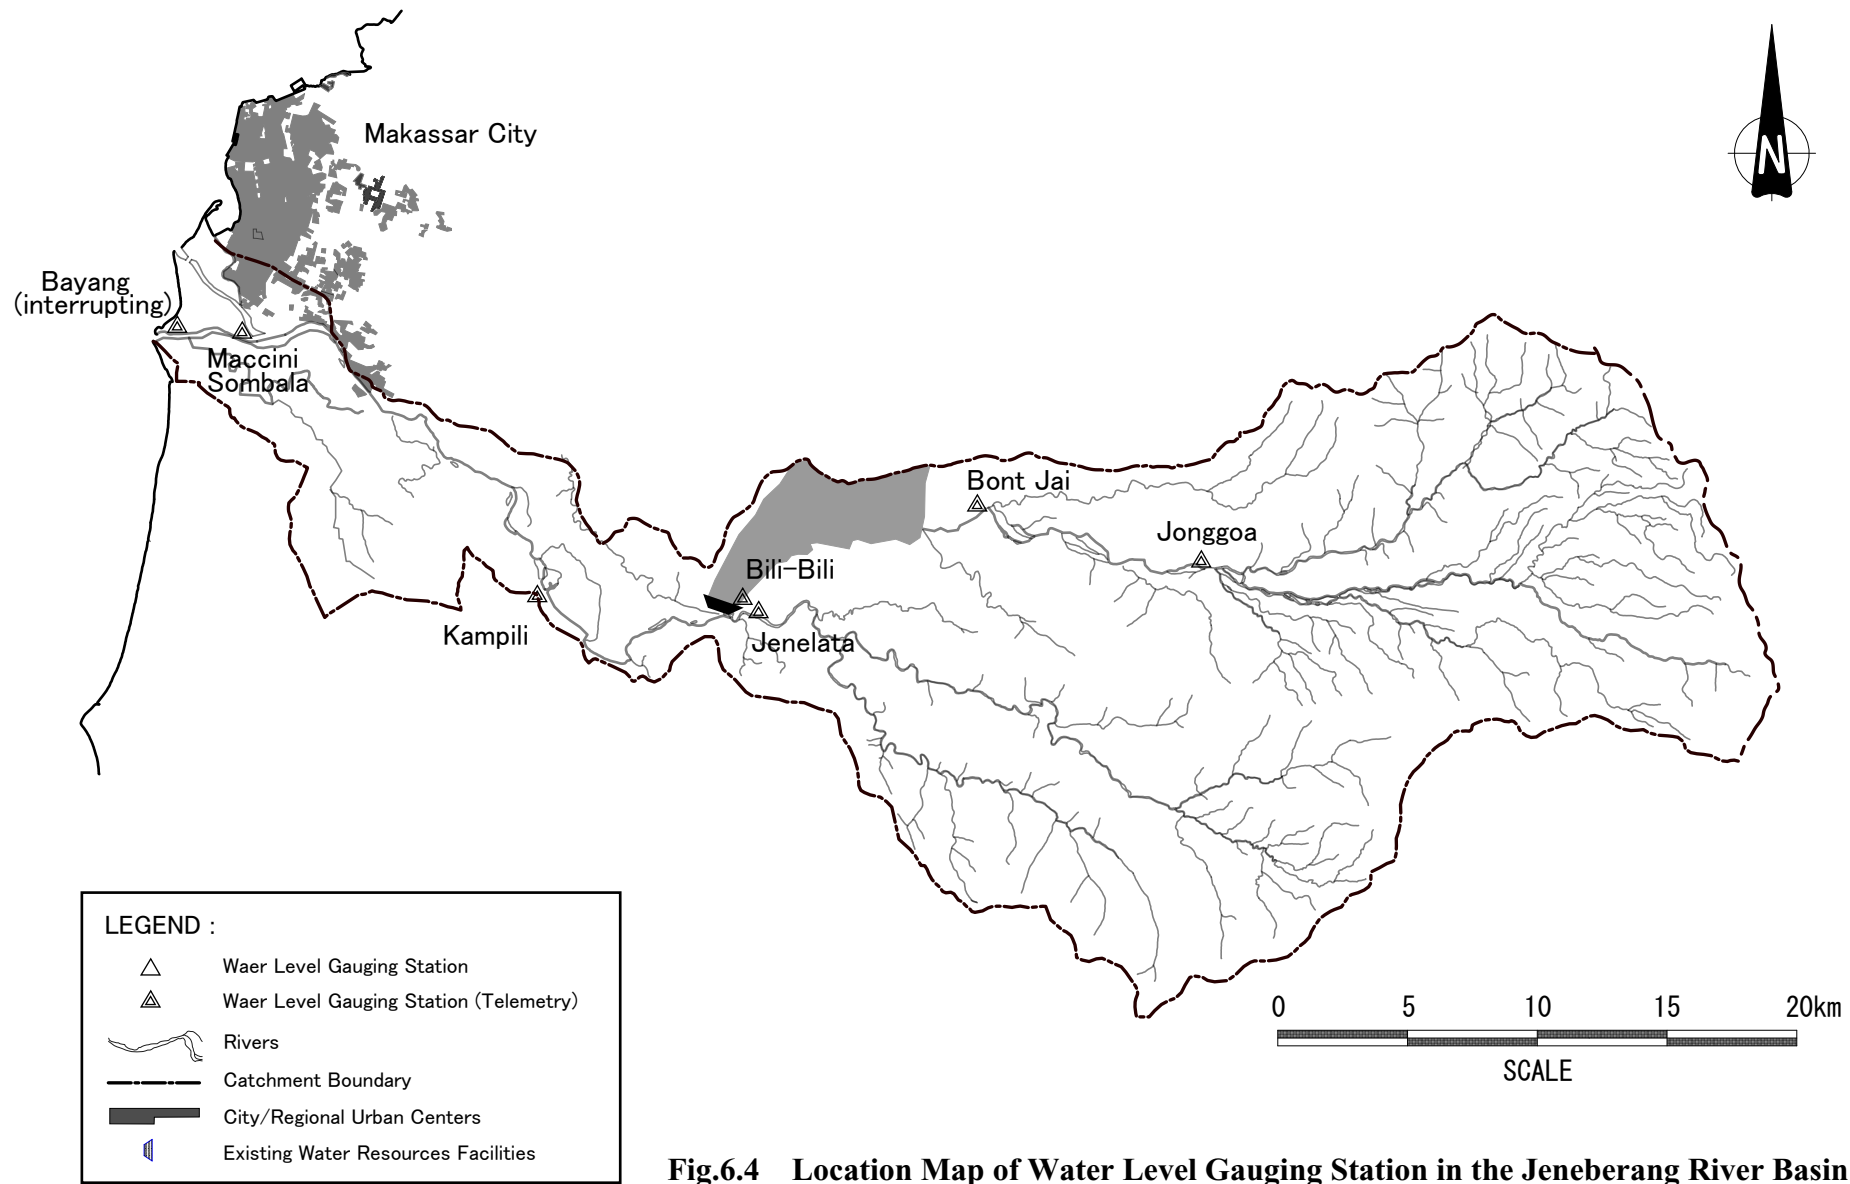 Makassar City
N
Bayang
(interrupting)
Maccini
Sombala
Bont Jai
Jonggoa
Bili-Bili
Kampili
Jenelata
LEGEND :
Waer Level Gauging Station
Waer Level Gauging Station (Telemetry)
Rivers
Catchment Boundary
City/Regional Urban Centers
Existing Water Resources Facilities
0 5 10 15 20km
SCALE
Fig.6.4 Location Map of Water Level Gauging Station in the Jeneberang River Basin